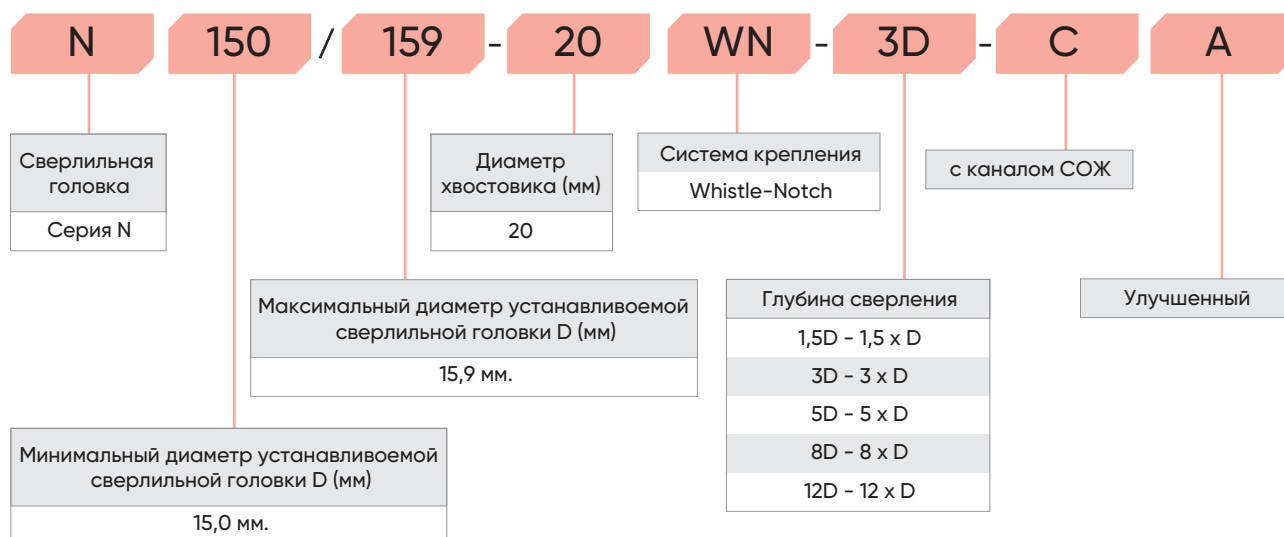 N 150 / 159 - 20 WN - 3D - C A
Сверлильная
головка
Серия N
Диаметр
хвостовика (мм)
20
Система крепления
Whistle-Notch
с каналом СОЖ
Максимальный диаметр устанавливоемой
сверлильной головки D (мм)
15,9 мм.
Глубина сверления
1,5D - 1,5 x D
3D - 3 x D
5D - 5 x D
8D - 8 x D
12D - 12 x D
Улучшенный
Минимальный диаметр устанавливоемой
сверлильной головки D (мм)
15,0 мм.